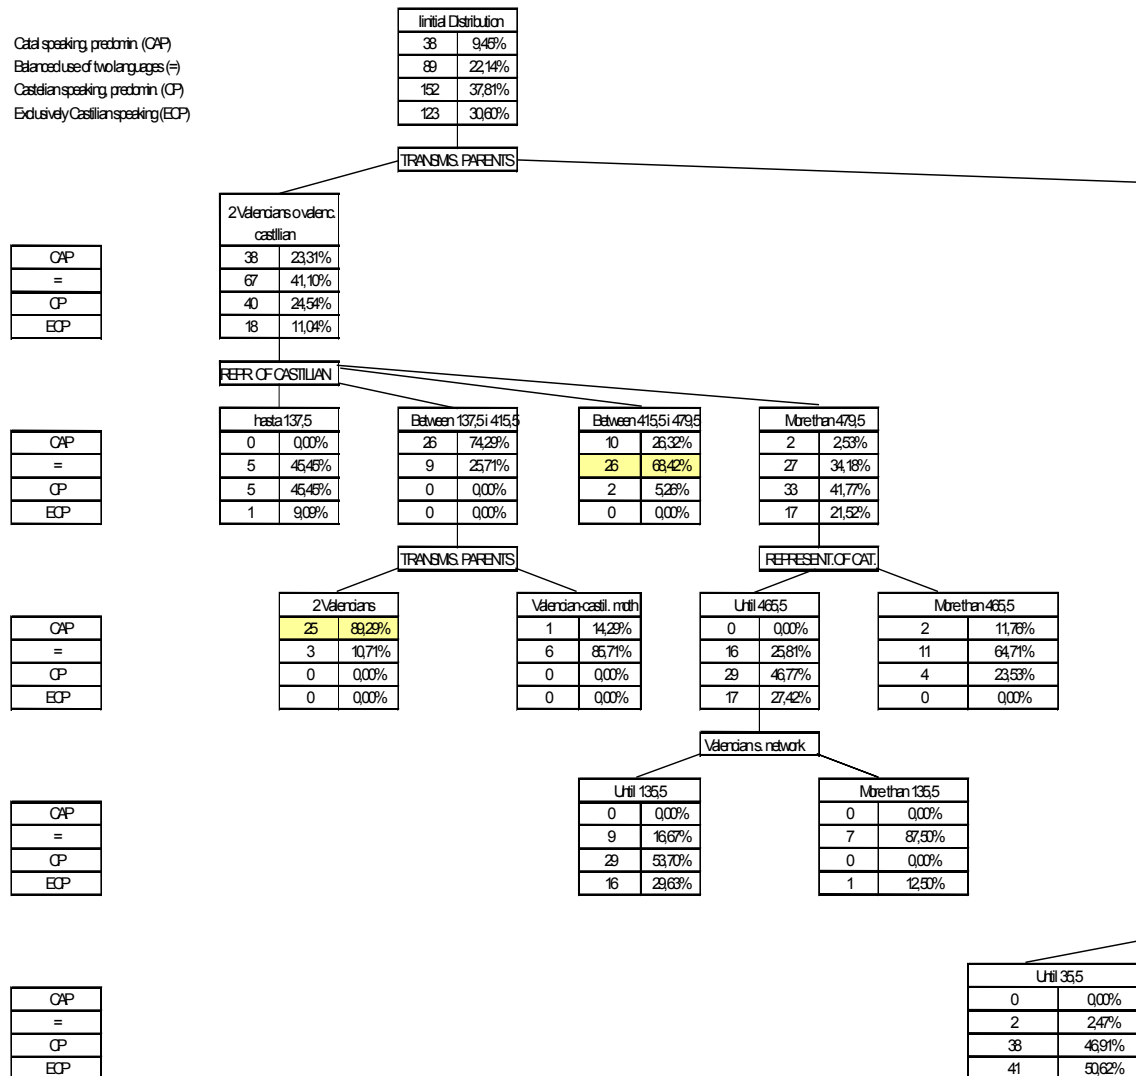 Iinitial Distribution
Catal speaking, predomin. (CAP) 38 9,45%
Balanced use of two languages (=) 89 22,14%
Castelian speaking, predomin. (CP) 152 37,81%
Exclusively Castilian speaking (ECP) 123 30,60%
TRANSMIS. PARENTS
2 Valencians o valenc.
castllian
CAP 38 23,31%
= 67 41,10%
CP 40 24,54%
ECP 18 11,04%
REPR. OF CASTILIAN
hasta 137,5 Between 137,5 i 415,5 Between 415,5 i 479,5 More than 479,5
CAP 0 0,00% 26 74,29% 10 26,32% 2 2,53%
= 5 45,45% 9 25,71% 26 68,42% 27 34,18%
CP 5 45,45% 0 0,00% 2 5,26% 33 41,77%
ECP 1 9,09% 0 0,00% 0 0,00% 17 21,52%
TRANSMIS. PARENTS REPRESENT. OF CAT.
2 Valencians Valencian-castil. moth Until 465,5 More than 465,5
CAP 25 89,29% 1 14,29% 0 0,00% 2 11,76%
= 3 10,71% 6 85,71% 16 25,81% 11 64,71%
CP 0 0,00% 0 0,00% 29 46,77% 4 23,53%
ECP 0 0,00% 0 0,00% 17 27,42% 0 0,00%
Valencian s. network
Until 135,5 More than 135,5
CAP 0 0,00% 0 0,00%
= 9 16,67% 7 87,50%
CP 29 53,70% 0 0,00%
ECP 16 29,63% 1 12,50%
Until 35,5
CAP 0 0,00%
= 2 2,47%
CP 38 46,91%
ECP 41 50,62%